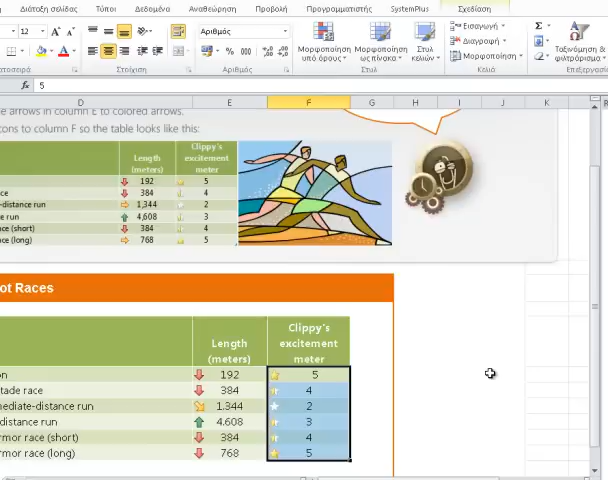 Διάταξη σελίδας Τύποι Δεδομένα Αναθεώρηση Προβολή Προγραμματιστής SystemPlus Σχεδίαση
12 Αριθμός Εισαγωγή
Διαγραφή
Μορφοποίηση
Μορφοποίηση υπό όρους
Μορφοποίηση ως πίνακα
Στυλ κελιών
Ταξινόμηση &
φιλτράρισμα
Στοίχιση Αριθμός Στυλ Κελιά Επεξεργασί
fx 5
D E F G H I J K L
e arrows in column E to colored arrows.
ons to column F so the table looks like this:
Length (meters) Clippy's excitement meter
192 5
ce 384 4
-distance run 1,344 2
e run 4,608 3
ce (short) 384 4
ce (long) 768 5
ot Races
Length (meters) Clippy's excitement meter
on 192 5
tade race 384 4
mediate-distance run 1.344 2
distance run 4.608 3
rmor race (short) 384 4
rmor race (long) 768 5